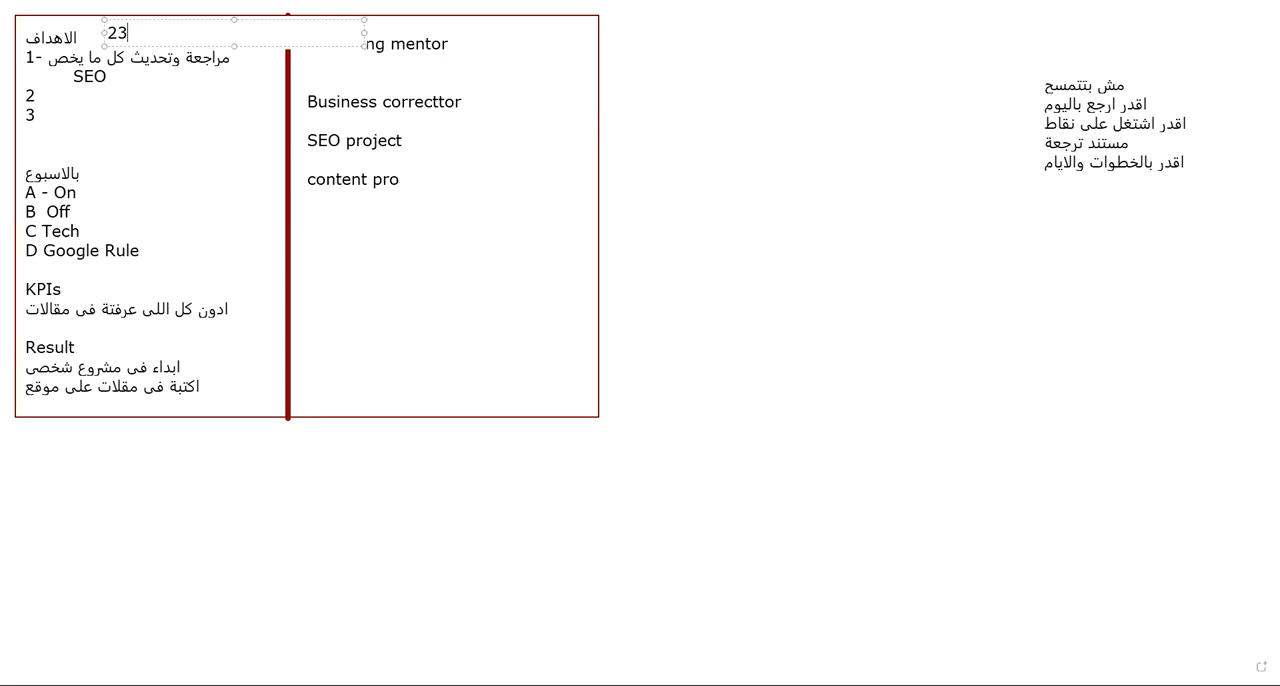 الاهداف
23
1- مراجعة وتحديث كل ما يخص
SEO
2
3
بالاسبوع
A - On
B Off
C Tech
D Google Rule
KPIs
ادون كل اللى عرفتة فى مقالات
Result
ابداء فى مشروع شخصى
اكتبة فى مقلات على موقع
mentor
Business correcttor
SEO project
content pro
مش بتتمسح
اقدر ارجع باليوم
اقدر اشتغل على نقاط
مستند ترجعة
اقدر بالخطوات والايام